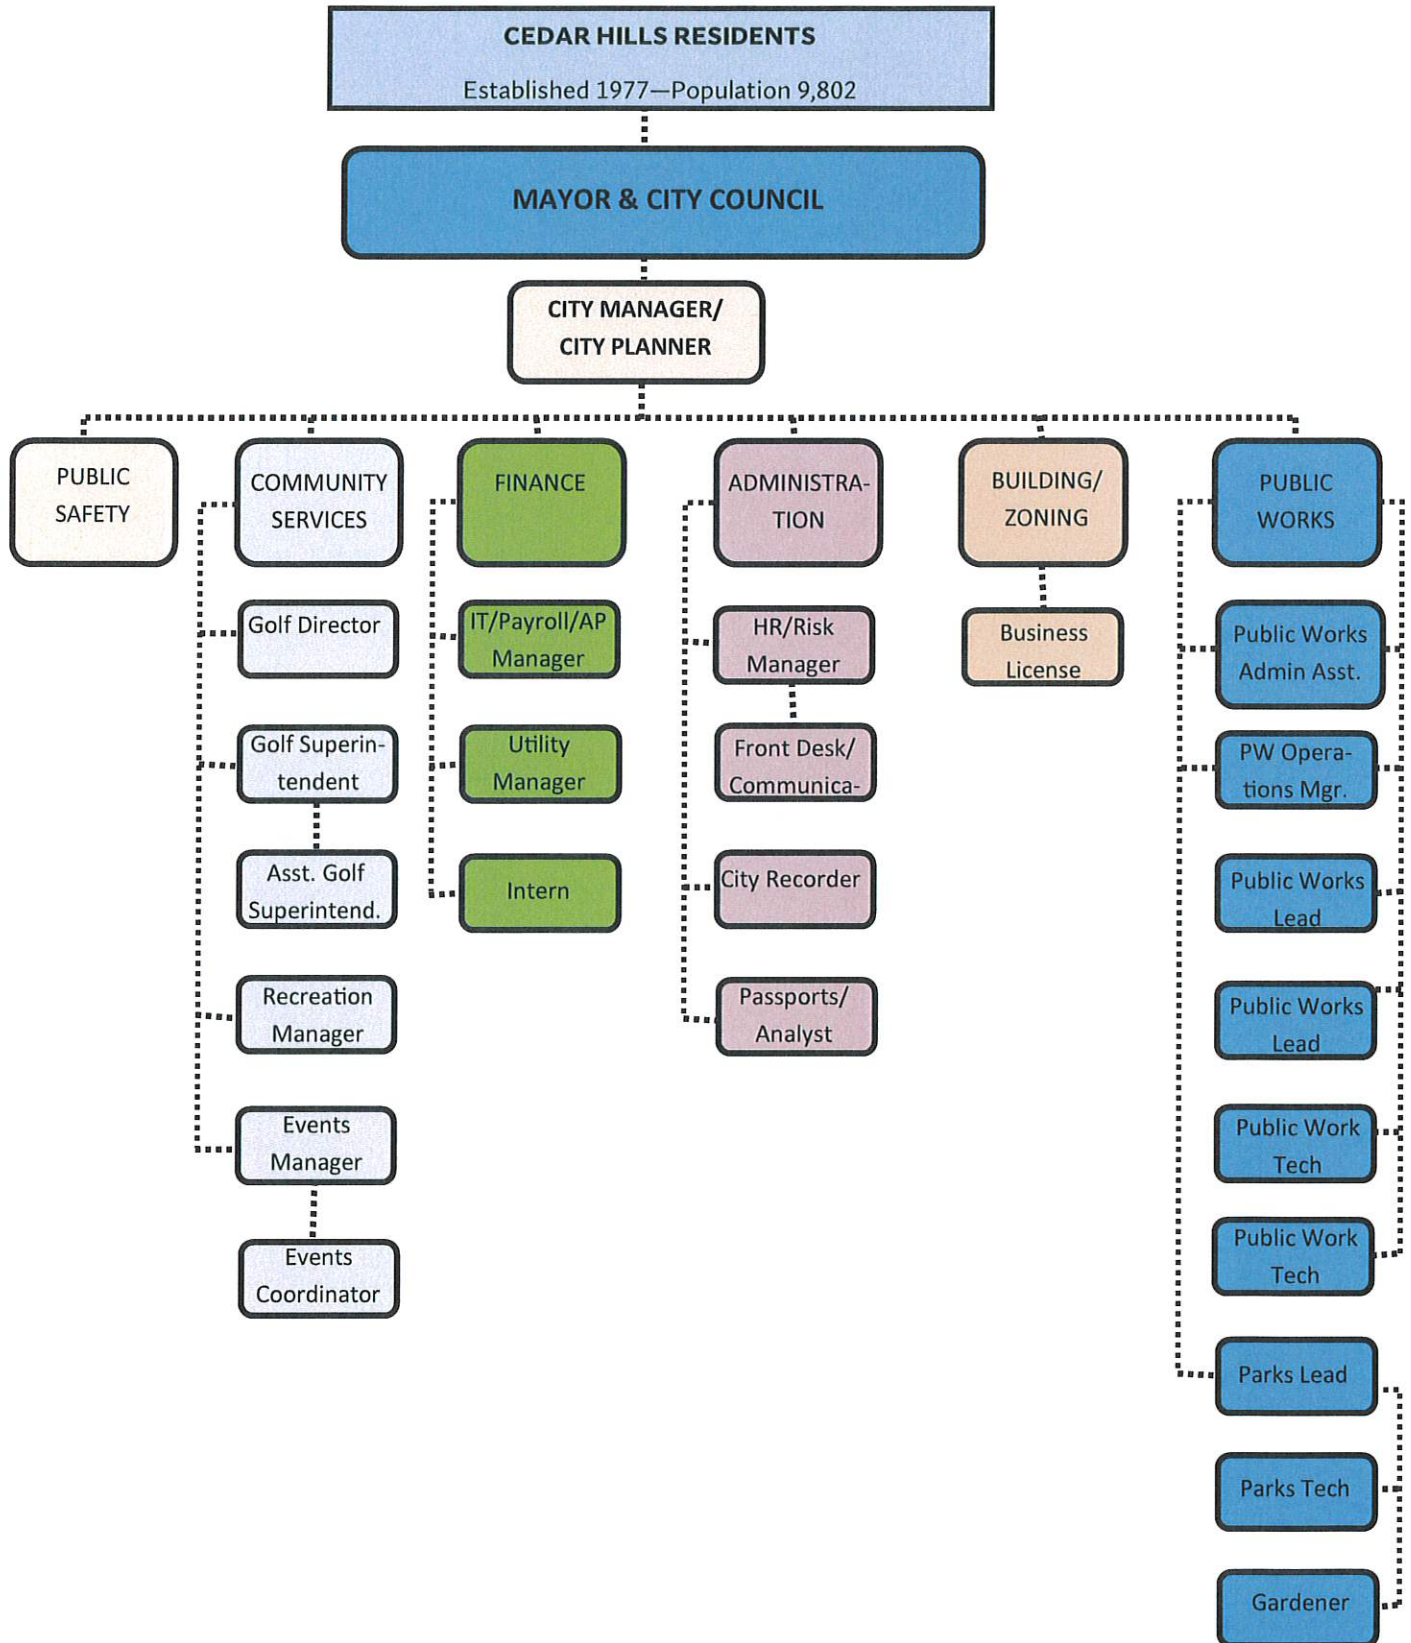 CEDAR HILLS RESIDENTS
Established 1977—Population 9,802
MAYOR & CITY COUNCIL
CITY MANAGER/
CITY PLANNER
PUBLIC
SAFETY
COMMUNITY
SERVICES
Golf Director
Golf Superin-
tendent
Asst. Golf
Superintend.
Recreation
Manager
Events
Manager
Events
Coordinator
FINANCE
IT/Payroll/AP
Manager
Utility
Manager
Intern
ADMINISTRA-
TION
HR/Risk
Manager
Front Desk/
Communica-
City Recorder
Passports/
Analyst
BUILDING/
ZONING
Business
License
PUBLIC
WORKS
Public Works
Admin Asst.
PW Opera-
tions Mgr.
Public Works
Lead
Public Works
Lead
Public Work
Tech
Public Work
Tech
Parks Lead
Parks Tech
Gardener